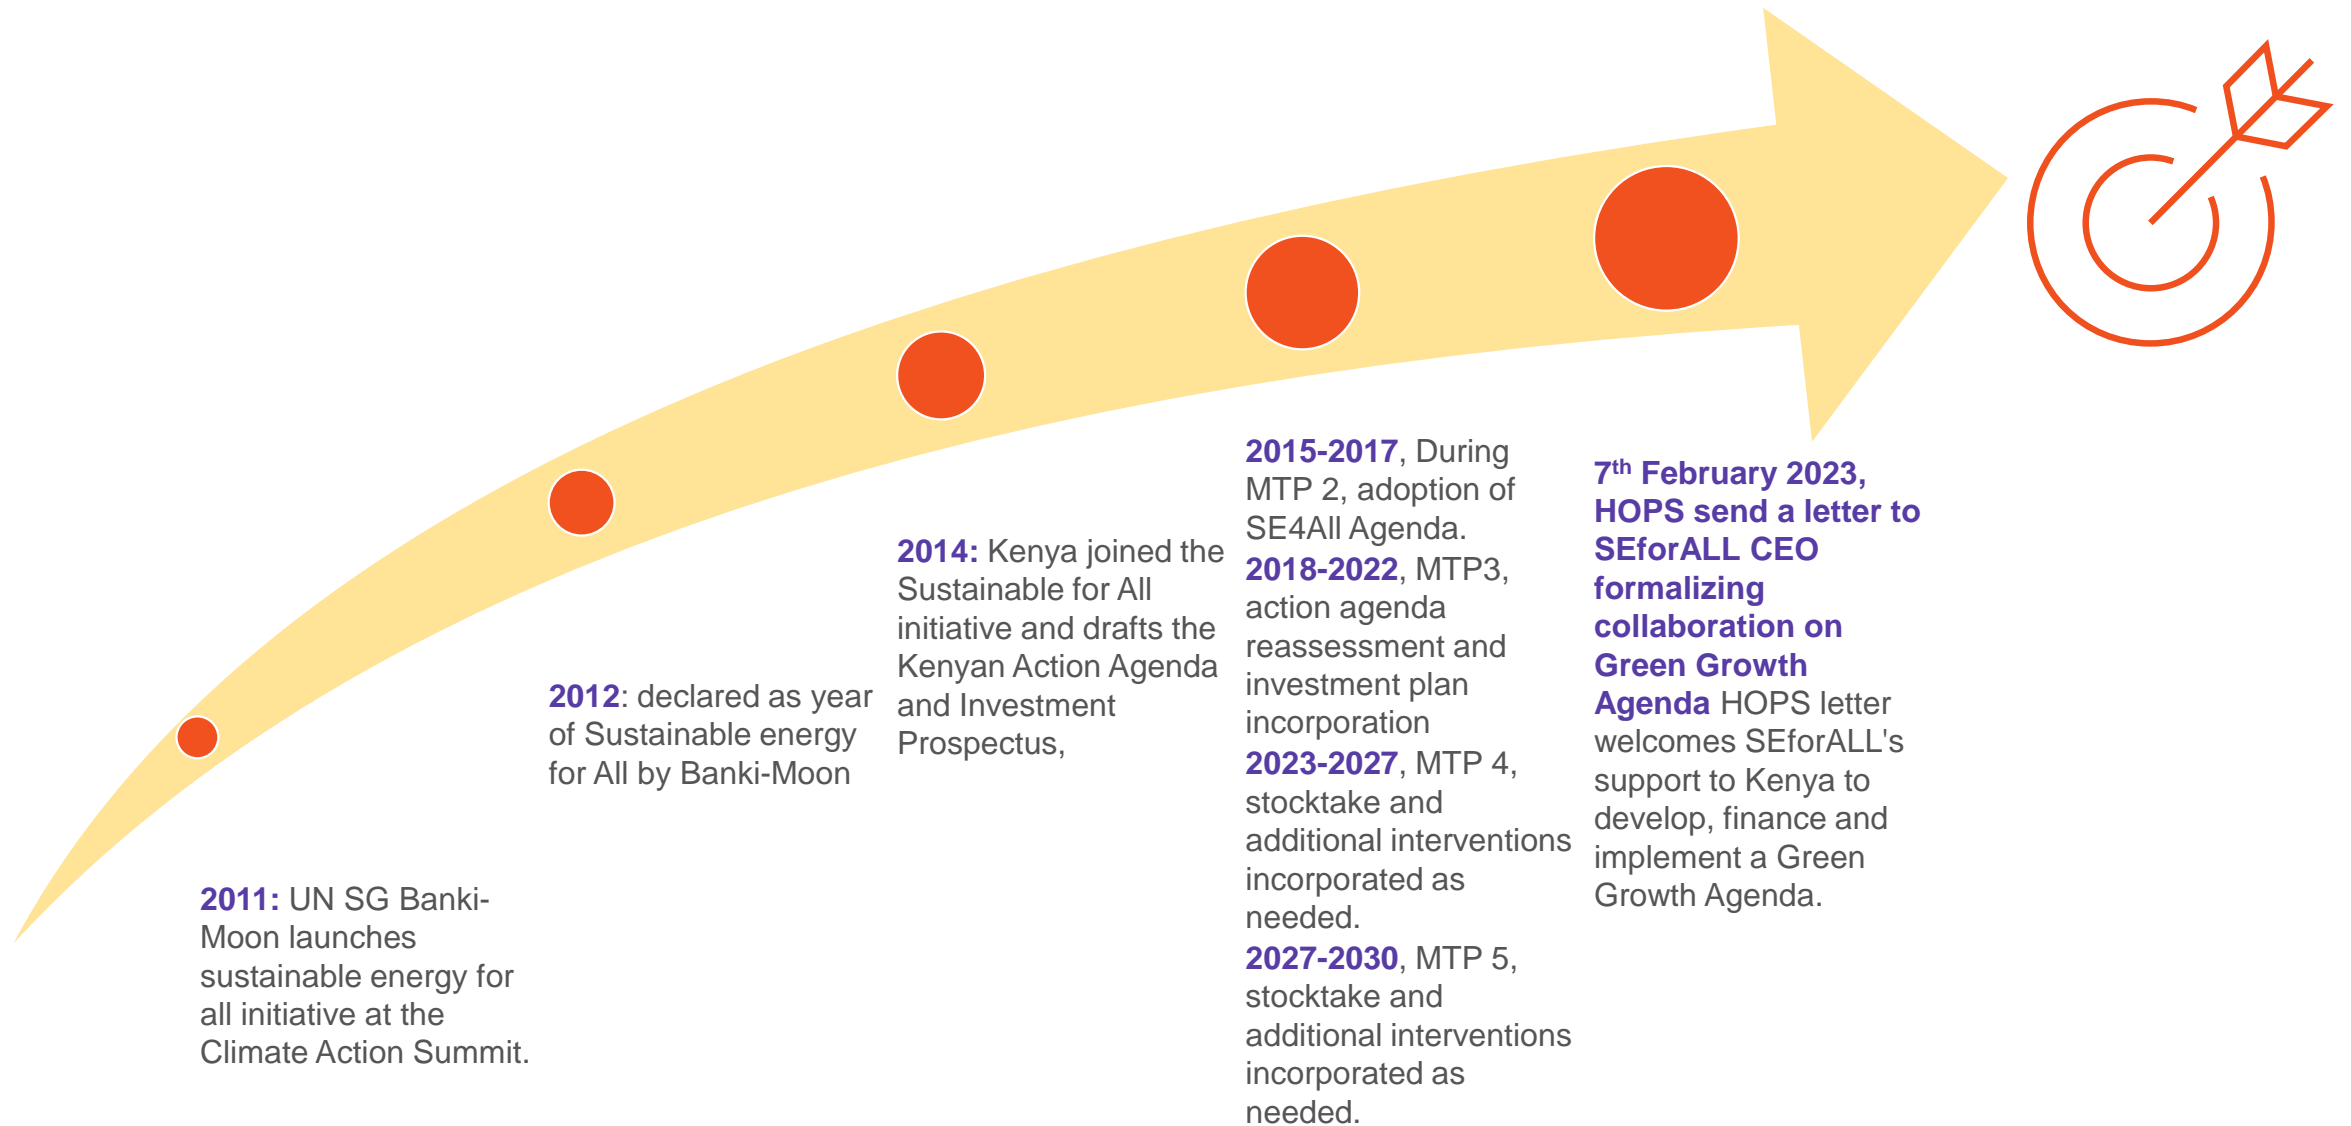 2011: UN SG Banki-
Moon launches
sustainable energy for
all initiative at the
Climate Action Summit.
2012: declared as year
of Sustainable energy
for All by Banki-Moon
2014: Kenya joined the
Sustainable for All
initiative and drafts the
Kenyan Action Agenda
and Investment
Prospectus,
2015-2017, During
MTP 2, adoption of
SE4All Agenda.
2018-2022, MTP3,
action agenda
reassessment and
investment plan
incorporation
2023-2027, MTP 4,
stocktake and
additional interventions
incorporated as
needed.
2027-2030, MTP 5,
stocktake and
additional interventions
incorporated as
needed.
7th February 2023,
HOPS send a letter to
SEforALL CEO
formalizing
collaboration on
Green Growth
Agenda HOPS letter
welcomes SEforALL's
support to Kenya to
develop, finance and
implement a Green
Growth Agenda.